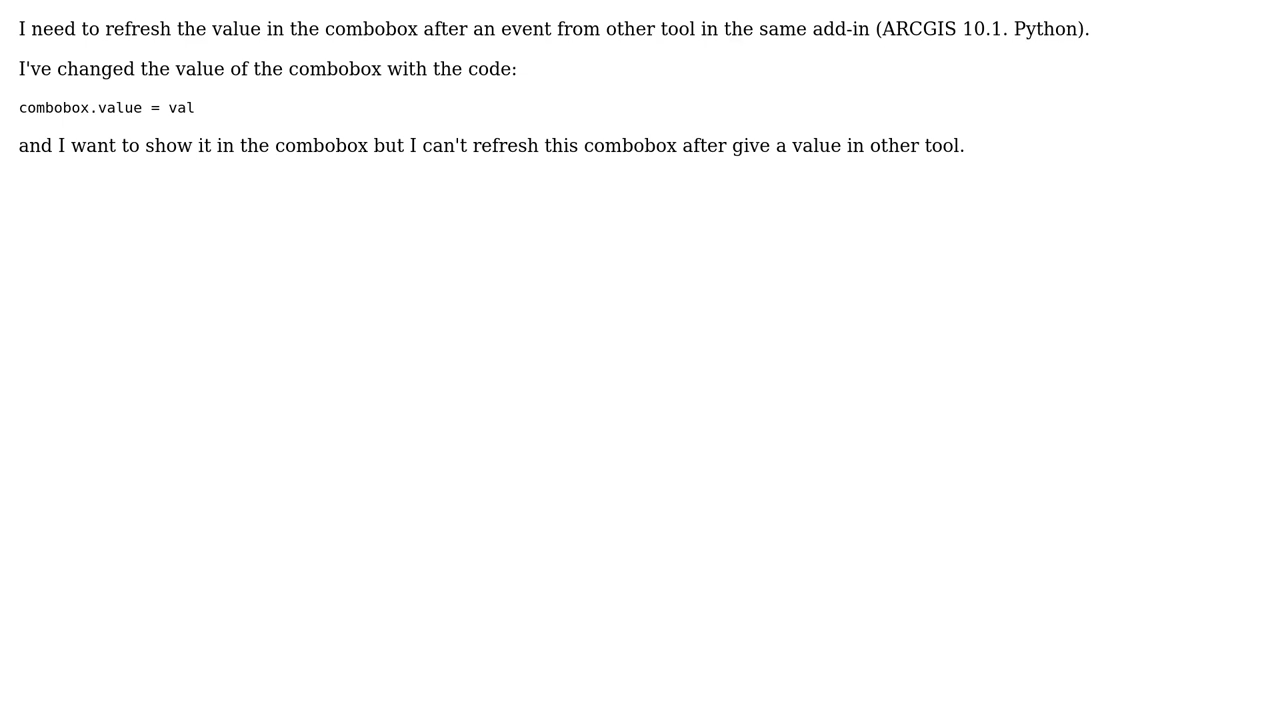 I need to refresh the value in the combobox after an event from other tool in the same add-in (ARCGIS 10.1. Python).
I've changed the value of the combobox with the code:
combobox.value = val
and I want to show it in the combobox but I can't refresh this combobox after give a value in other tool.